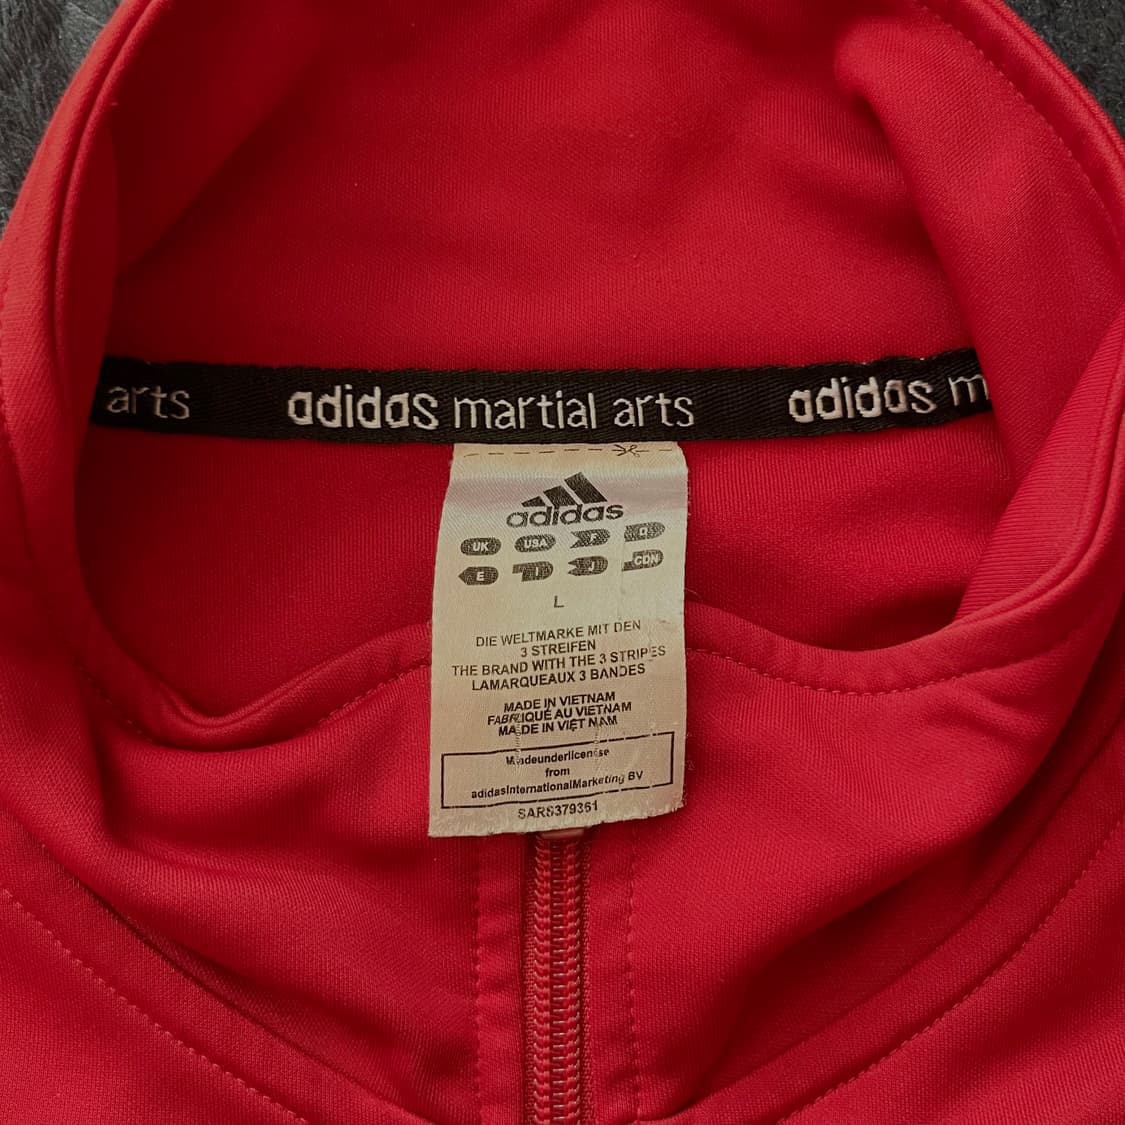 arts adidas martial arts adidas m
adidas
UK USA F D
E I J CDN
L
DIE WELTMARKE MIT DEN
3 STREIFEN
THE BRAND WITH THE 3 STRIPES
LAMARQUEAUX 3 BANDES
MADE IN VIETNAM
FABRIQUÉ AU VIETNAM
MADE IN VIET NAM
Madeunderlicense
from
adidasInternationalMarketing BV
SARS379361